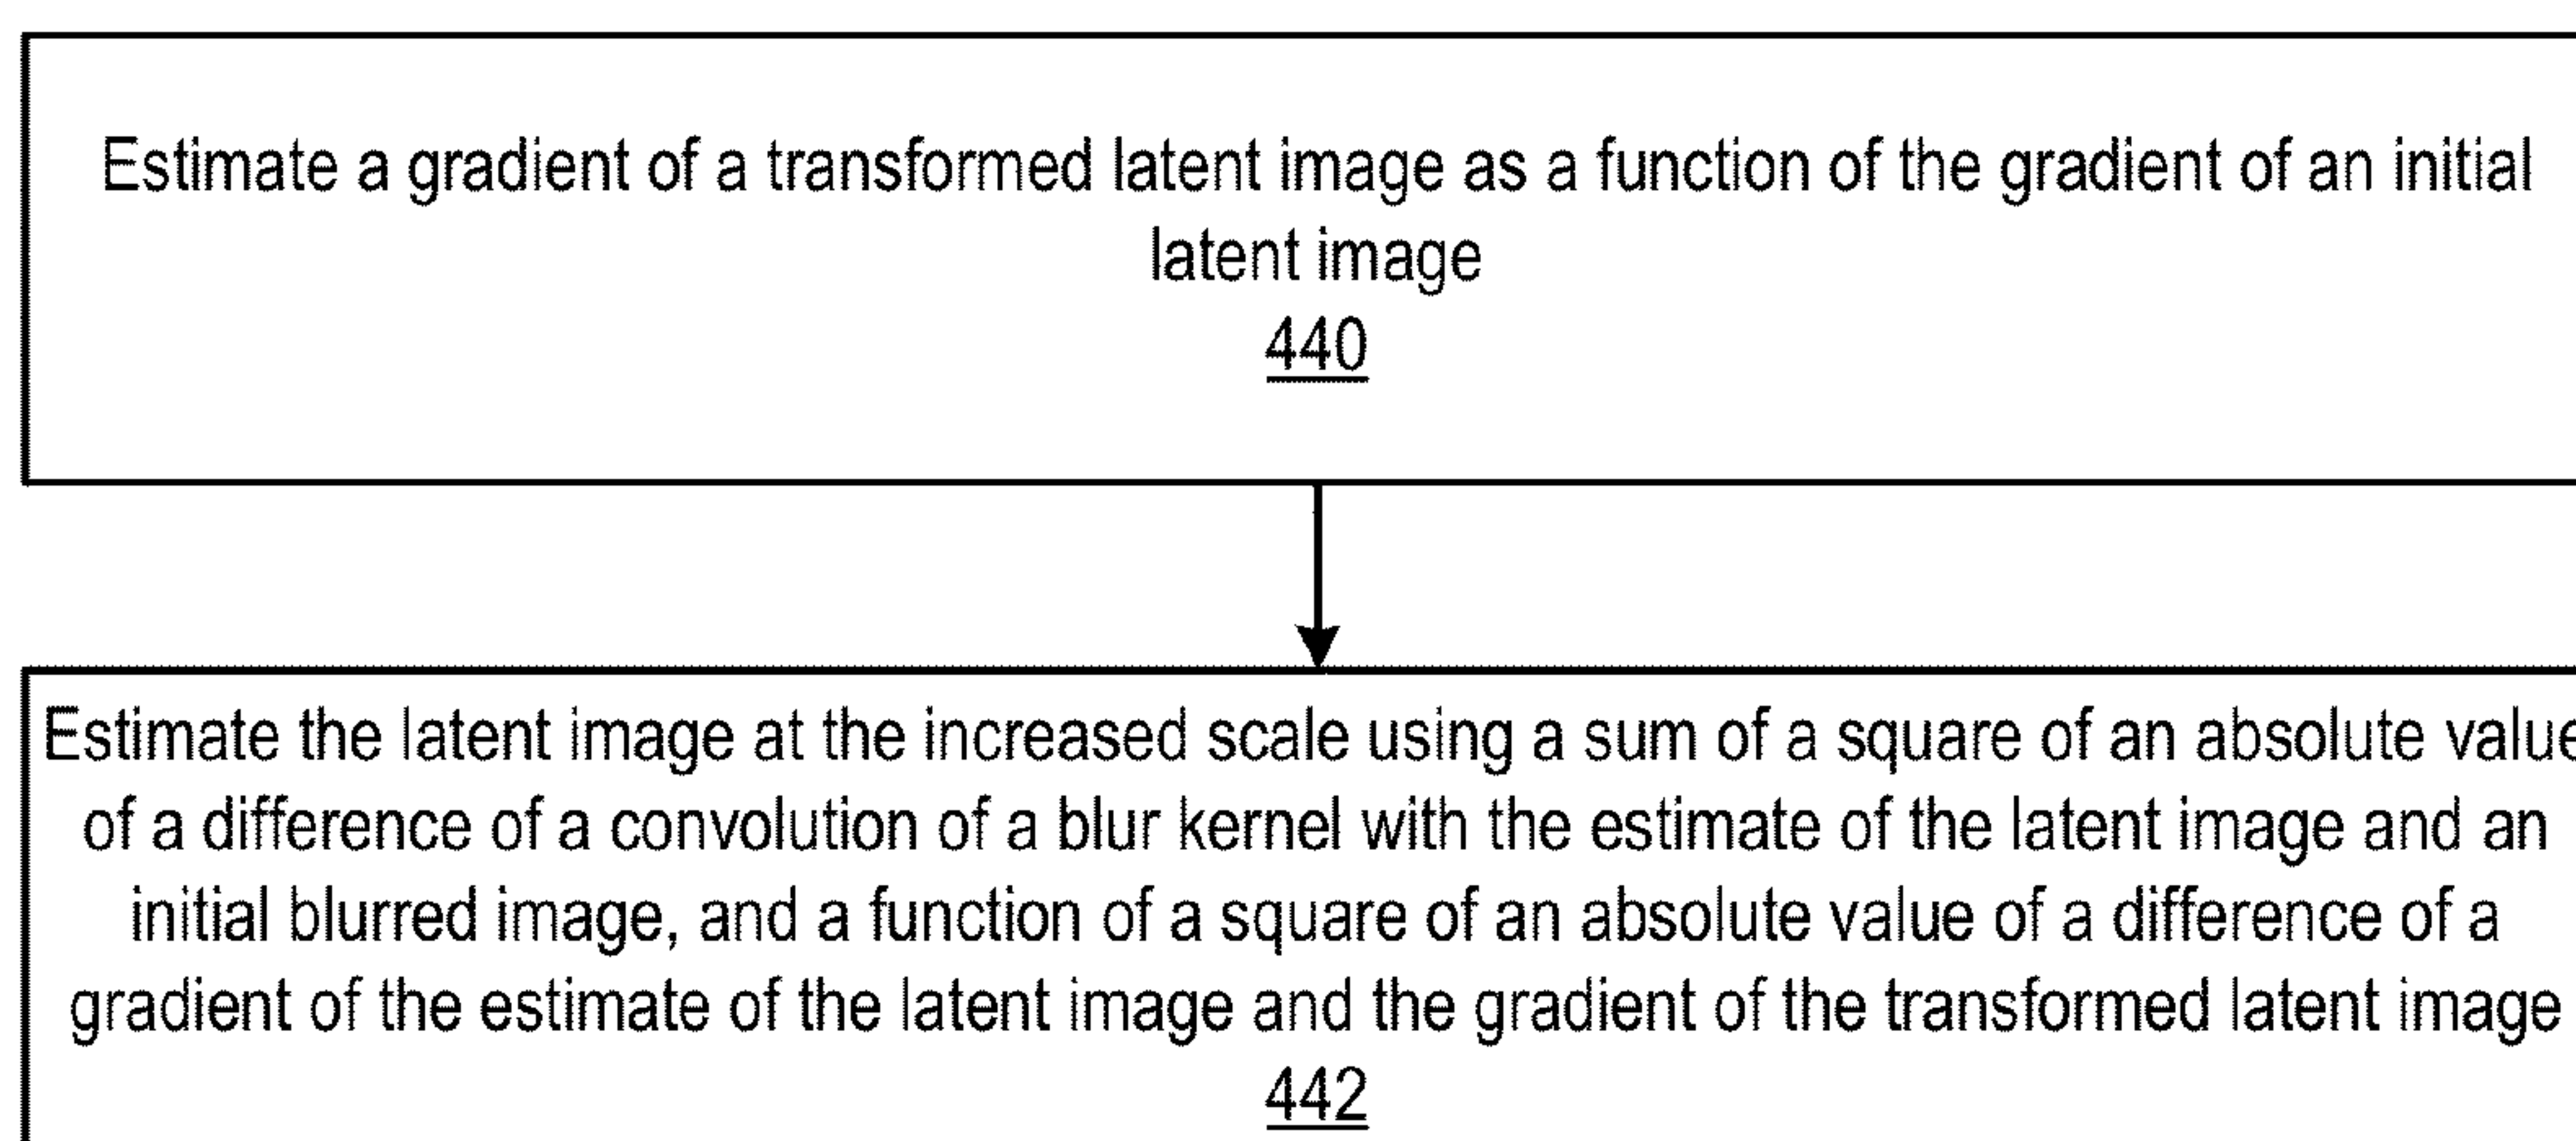 Estimate a gradient of a transformed latent image as a function of the gradient of an initial
latent image
440
Estimate the latent image at the increased scale using a sum of a square of an absolute value
of a difference of a convolution of a blur kernel with the estimate of the latent image and an
initial blurred image, and a function of a square of an absolute value of a difference of a
gradient of the estimate of the latent image and the gradient of the transformed latent image
442